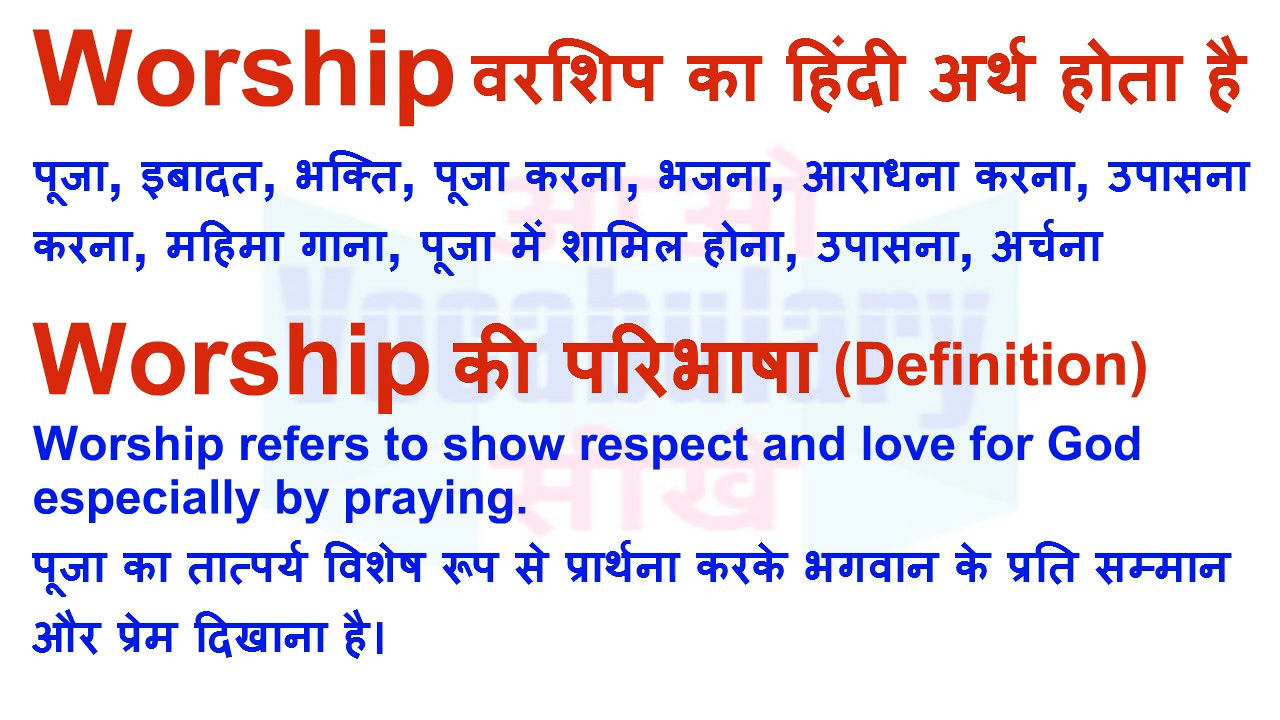 Worship वरशिप का हिंदी अर्थ होता है
पूजा, इबादत, भक्ति, पूजा करना, भजना, आराधना करना, उपासना
करना, महिमा गाना, पूजा में शामिल होना, उपासना, अर्चना
Worship की परिभाषा (Definition)
Worship refers to show respect and love for God
especially by praying.
पूजा का तात्पर्य विशेष रूप से प्रार्थना करके भगवान के प्रति सम्मान
और प्रेम दिखाना है।
आओ
Vocabulary
सीखें